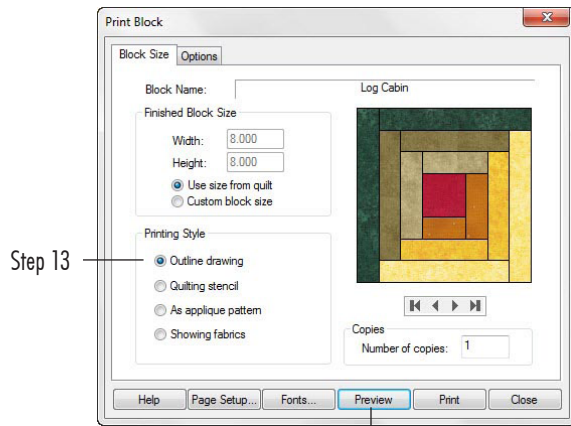 Print Block
Block Size Options
Block Name: Log Cabin
Finished Block Size
Width: 8.000
Height: 8.000
Use size from quilt
Custom block size
Step 13
Printing Style
Outline drawing
Quilting stencil
As applique pattern
Showing fabrics
Copies
Number of copies: 1
Help Page Setup... Fonts... Preview Print Close